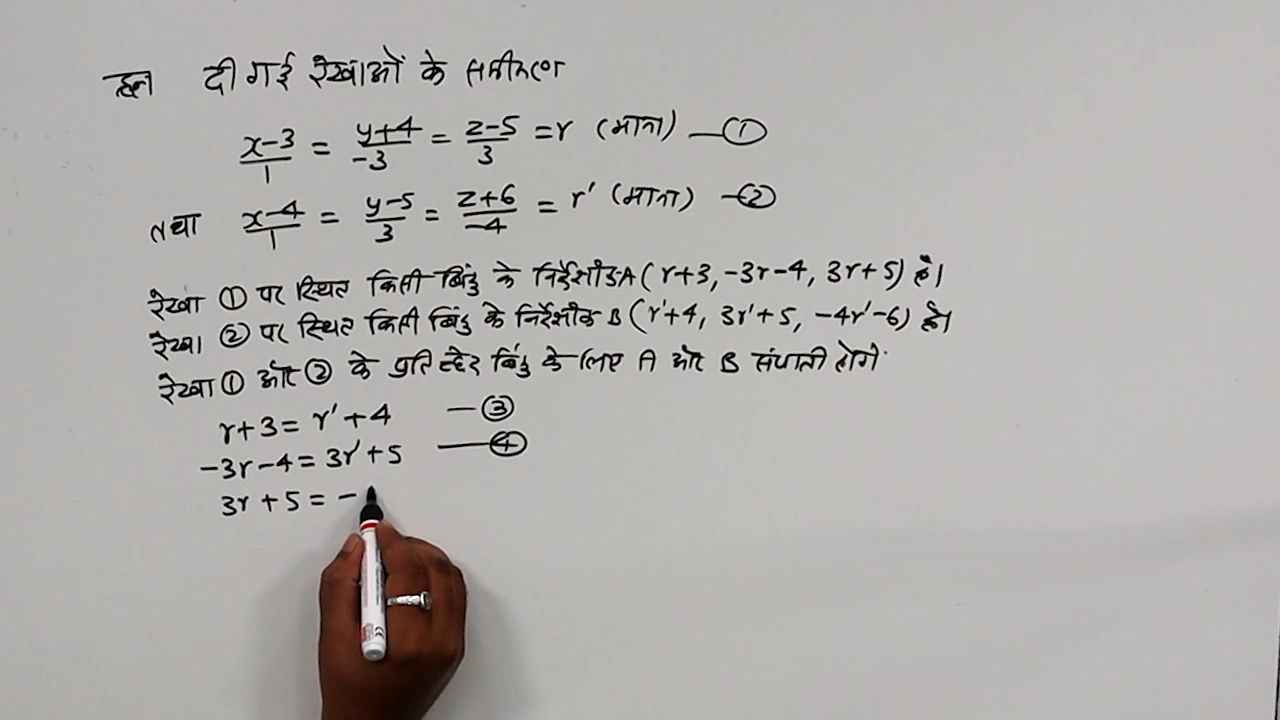 हल दी गई रेखाओं के समीकरण
x-3/1 = y+4/-3 = z-5/3 = r (माना) —①
तथा x-4/1 = y-5/3 = z+6/-4 = r' (माना) —②
रेखा ① पर स्थित किसी बिंदु के निर्देशांक A (r+3, -3r-4, 3r+5) है।
रेखा ② पर स्थित किसी बिंदु के निर्देशांक B (r'+4, 3r'+5, -4r'-6) है।
रेखा ① और ② के प्रतिच्छेद बिंदु के लिए A और B संपाती होंगे
r+3 = r'+4 —③
-3r-4 = 3r'+5 —④
3r+5 = -